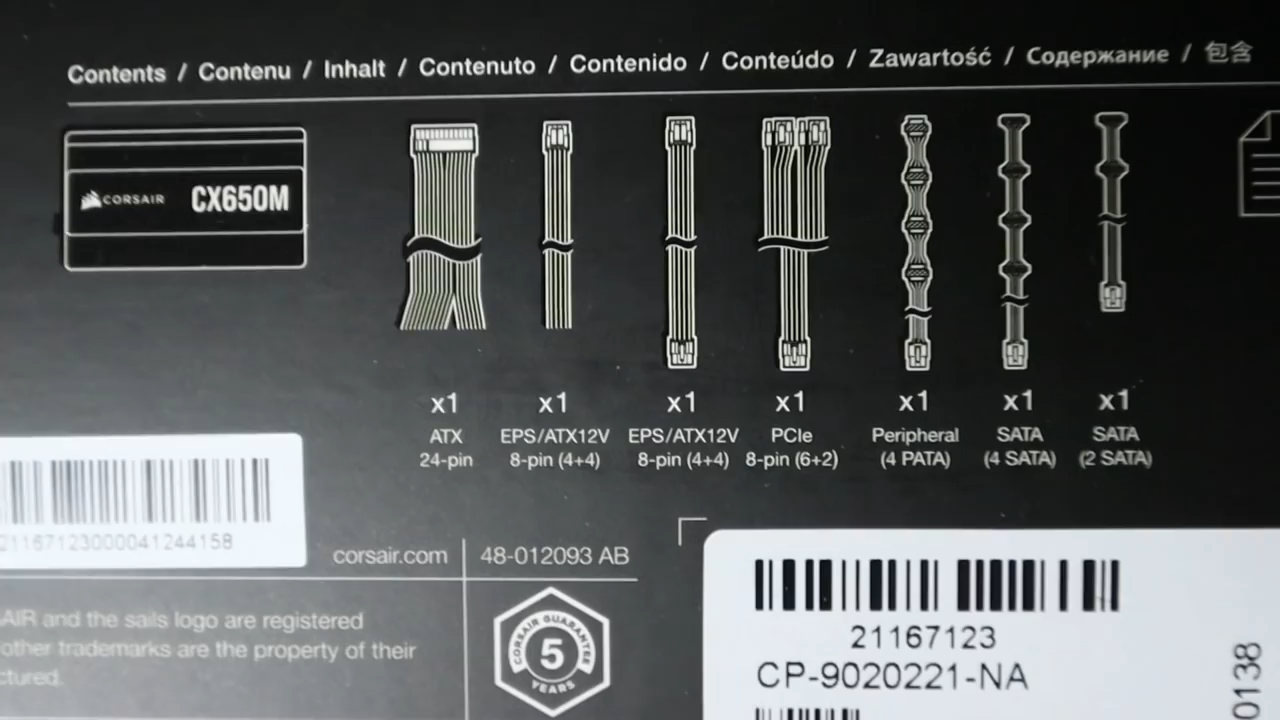 Contents / Contenu / Inhalt / Contenuto / Contenido / Conteúdo / Zawartość / Содержание / 包含
CORSAIR CX650M
x1 x1 x1 x1 x1 x1 x1
ATX EPS/ATX12V EPS/ATX12V PCIe Peripheral SATA SATA
24-pin 8-pin (4+4) 8-pin (4+4) 8-pin (6+2) (4 PATA) (4 SATA) (2 SATA)
21167123000041244158
corsair.com 48-012093 AB
AIR and the sails logo are registered
other trademarks are the property of their
ctured.
CORSAIR GUARANTEE
5
YEARS
21167123
CP-9020221-NA
0138